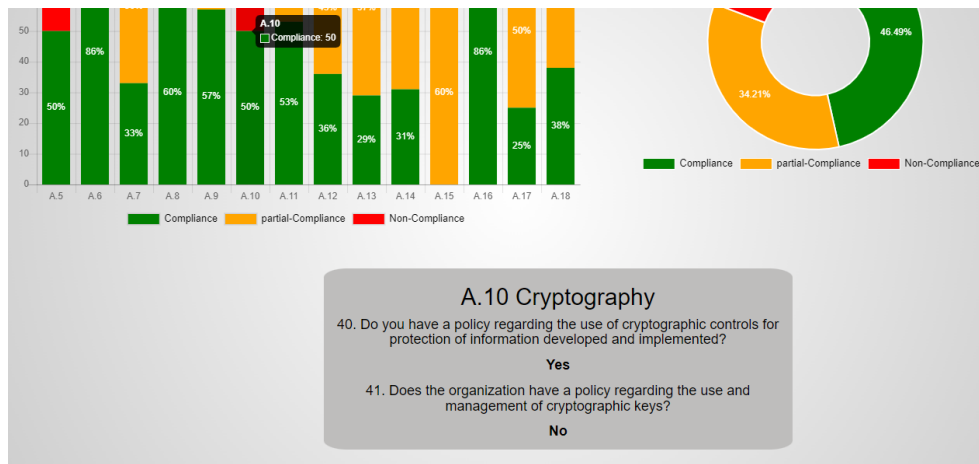 A.10
Compliance: 50
50
40
30
20
10
0
50%
86%
33%
60%
57%
50%
53%
36%
29%
31%
60%
86%
50%
25%
38%
A.5 A.6 A.7 A.8 A.9 A.10 A.11 A.12 A.13 A.14 A.15 A.16 A.17 A.18
Compliance partial-Compliance Non-Compliance
46.49%
34.21%
Compliance partial-Compliance Non-Compliance
A.10 Cryptography
40. Do you have a policy regarding the use of cryptographic controls for
protection of information developed and implemented?
Yes
41. Does the organization have a policy regarding the use and
management of cryptographic keys?
No